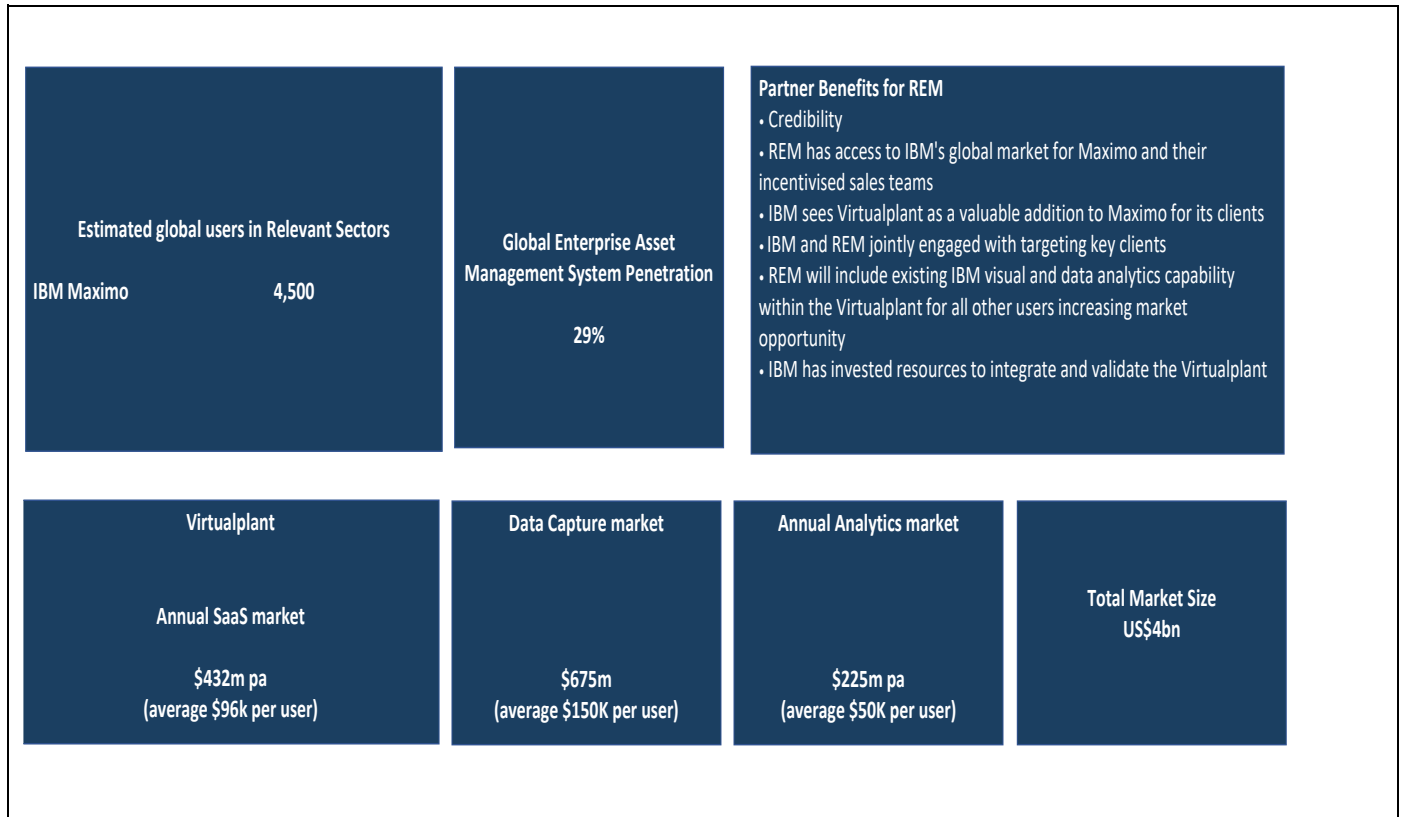 Estimated global users in Relevant Sectors
IBM Maximo 4,500
Global Enterprise Asset
Management System Penetration
29%
Partner Benefits for REM
• Credibility
• REM has access to IBM's global market for Maximo and their
incentivised sales teams
• IBM sees Virtualplant as a valuable addition to Maximo for its clients
• IBM and REM jointly engaged with targeting key clients
• REM will include existing IBM visual and data analytics capability
within the Virtualplant for all other users increasing market
opportunity
• IBM has invested resources to integrate and validate the Virtualplant
Virtualplant
Annual SaaS market
$432m pa
(average $96k per user)
Data Capture market
$675m
(average $150K per user)
Annual Analytics market
$225m pa
(average $50K per user)
Total Market Size
US$4bn